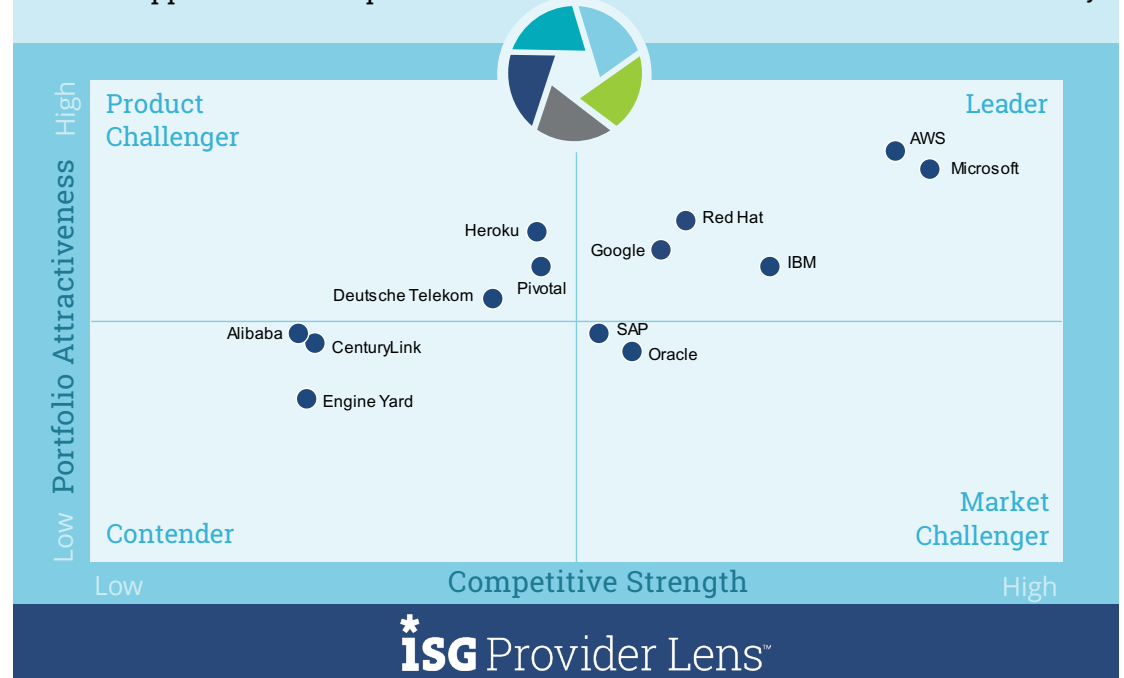 High
Product
Challenger
Leader
AWS
Microsoft
Red Hat
Heroku
Google
IBM
Pivotal
Deutsche Telekom
Portfolio Attractiveness
SAP
Alibaba
CenturyLink
Oracle
Engine Yard
Market
Challenger
Contender
Low
Low
Competitive Strength
High
*
ISG Provider Lens™